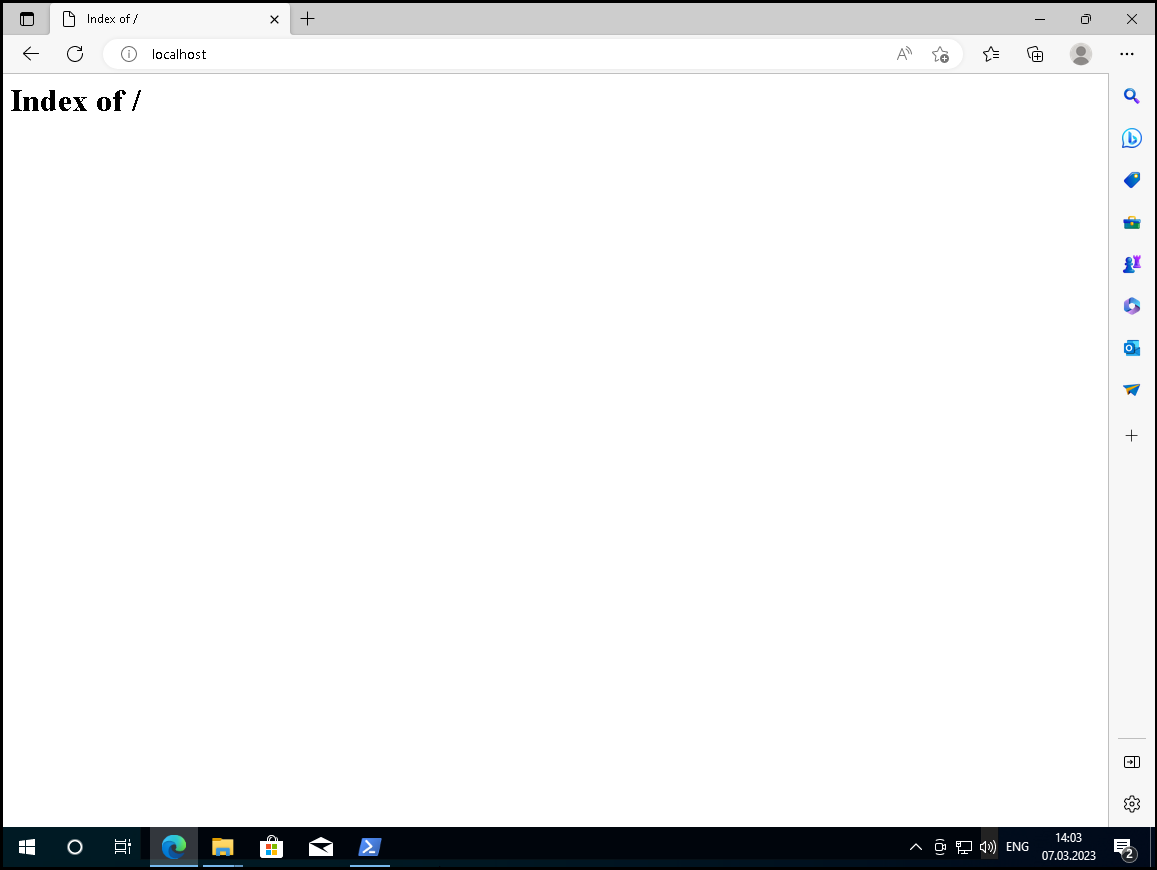 Index of /
localhost
Index of /
ENG
14:03
07.03.2023
2